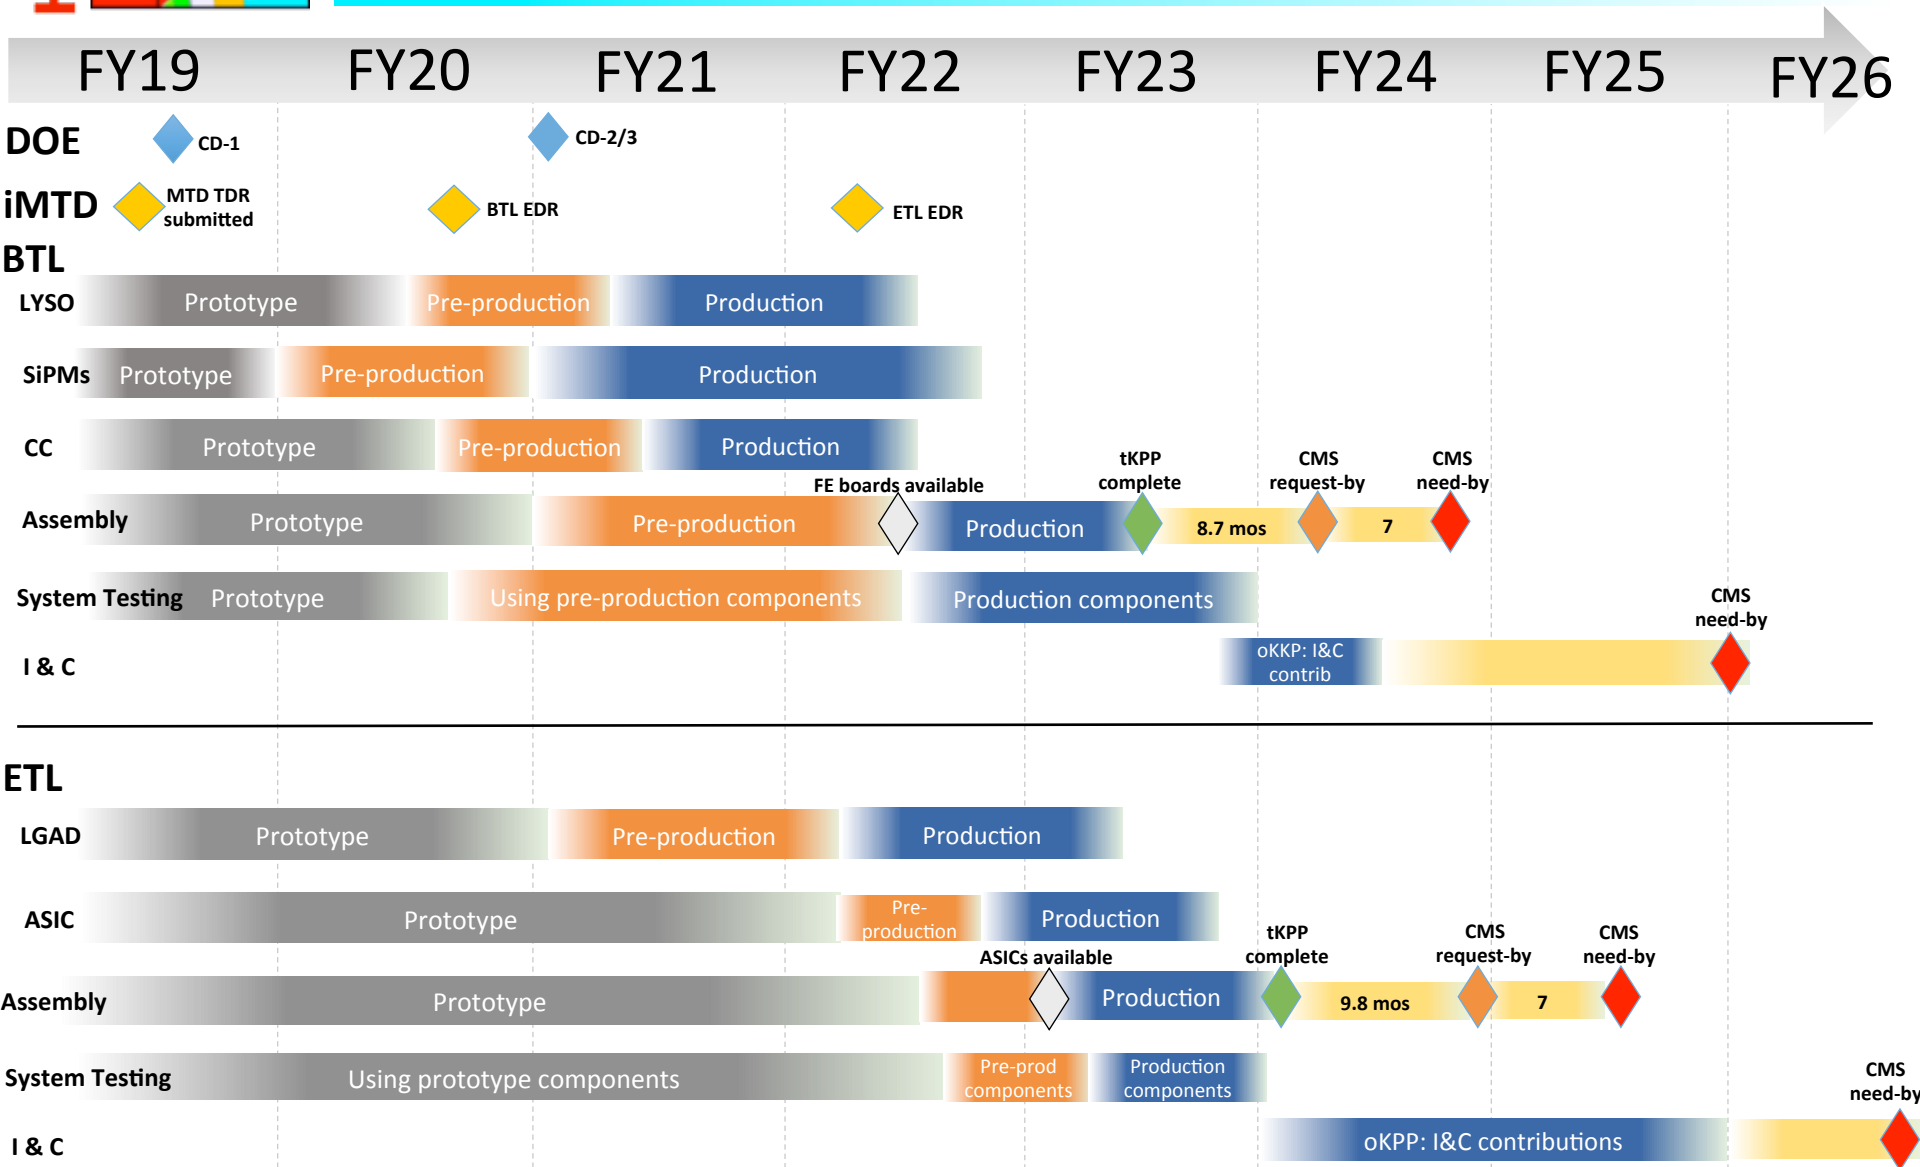 FY19 FY20 FY21 FY22 FY23 FY24 FY25 FY26
DOE
CD-1
CD-2/3
iMTD
MTD TDR
submitted
BTL EDR
ETL EDR
BTL
LYSO
Prototype
Pre-production
Production
SiPMs
Prototype
Pre-production
Production
CC
Prototype
Pre-production
Production
FE boards available
tKPP
complete
CMS
request-by
CMS
need-by
Assembly
Prototype
Pre-production
Production
8.7 mos
7
System Testing
Prototype
Using pre-production components
Production components
CMS
need-by
I & C
oKKP: I&C
contrib
ETL
LGAD
Prototype
Pre-production
Production
ASIC
Prototype
Pre-
production
Production
ASICs available
tKPP
complete
CMS
request-by
CMS
need-by
Assembly
Prototype
Production
9.8 mos
7
System Testing
Using prototype components
Pre-prod
components
Production
components
CMS
need-by
I & C
oKPP: I&C contributions